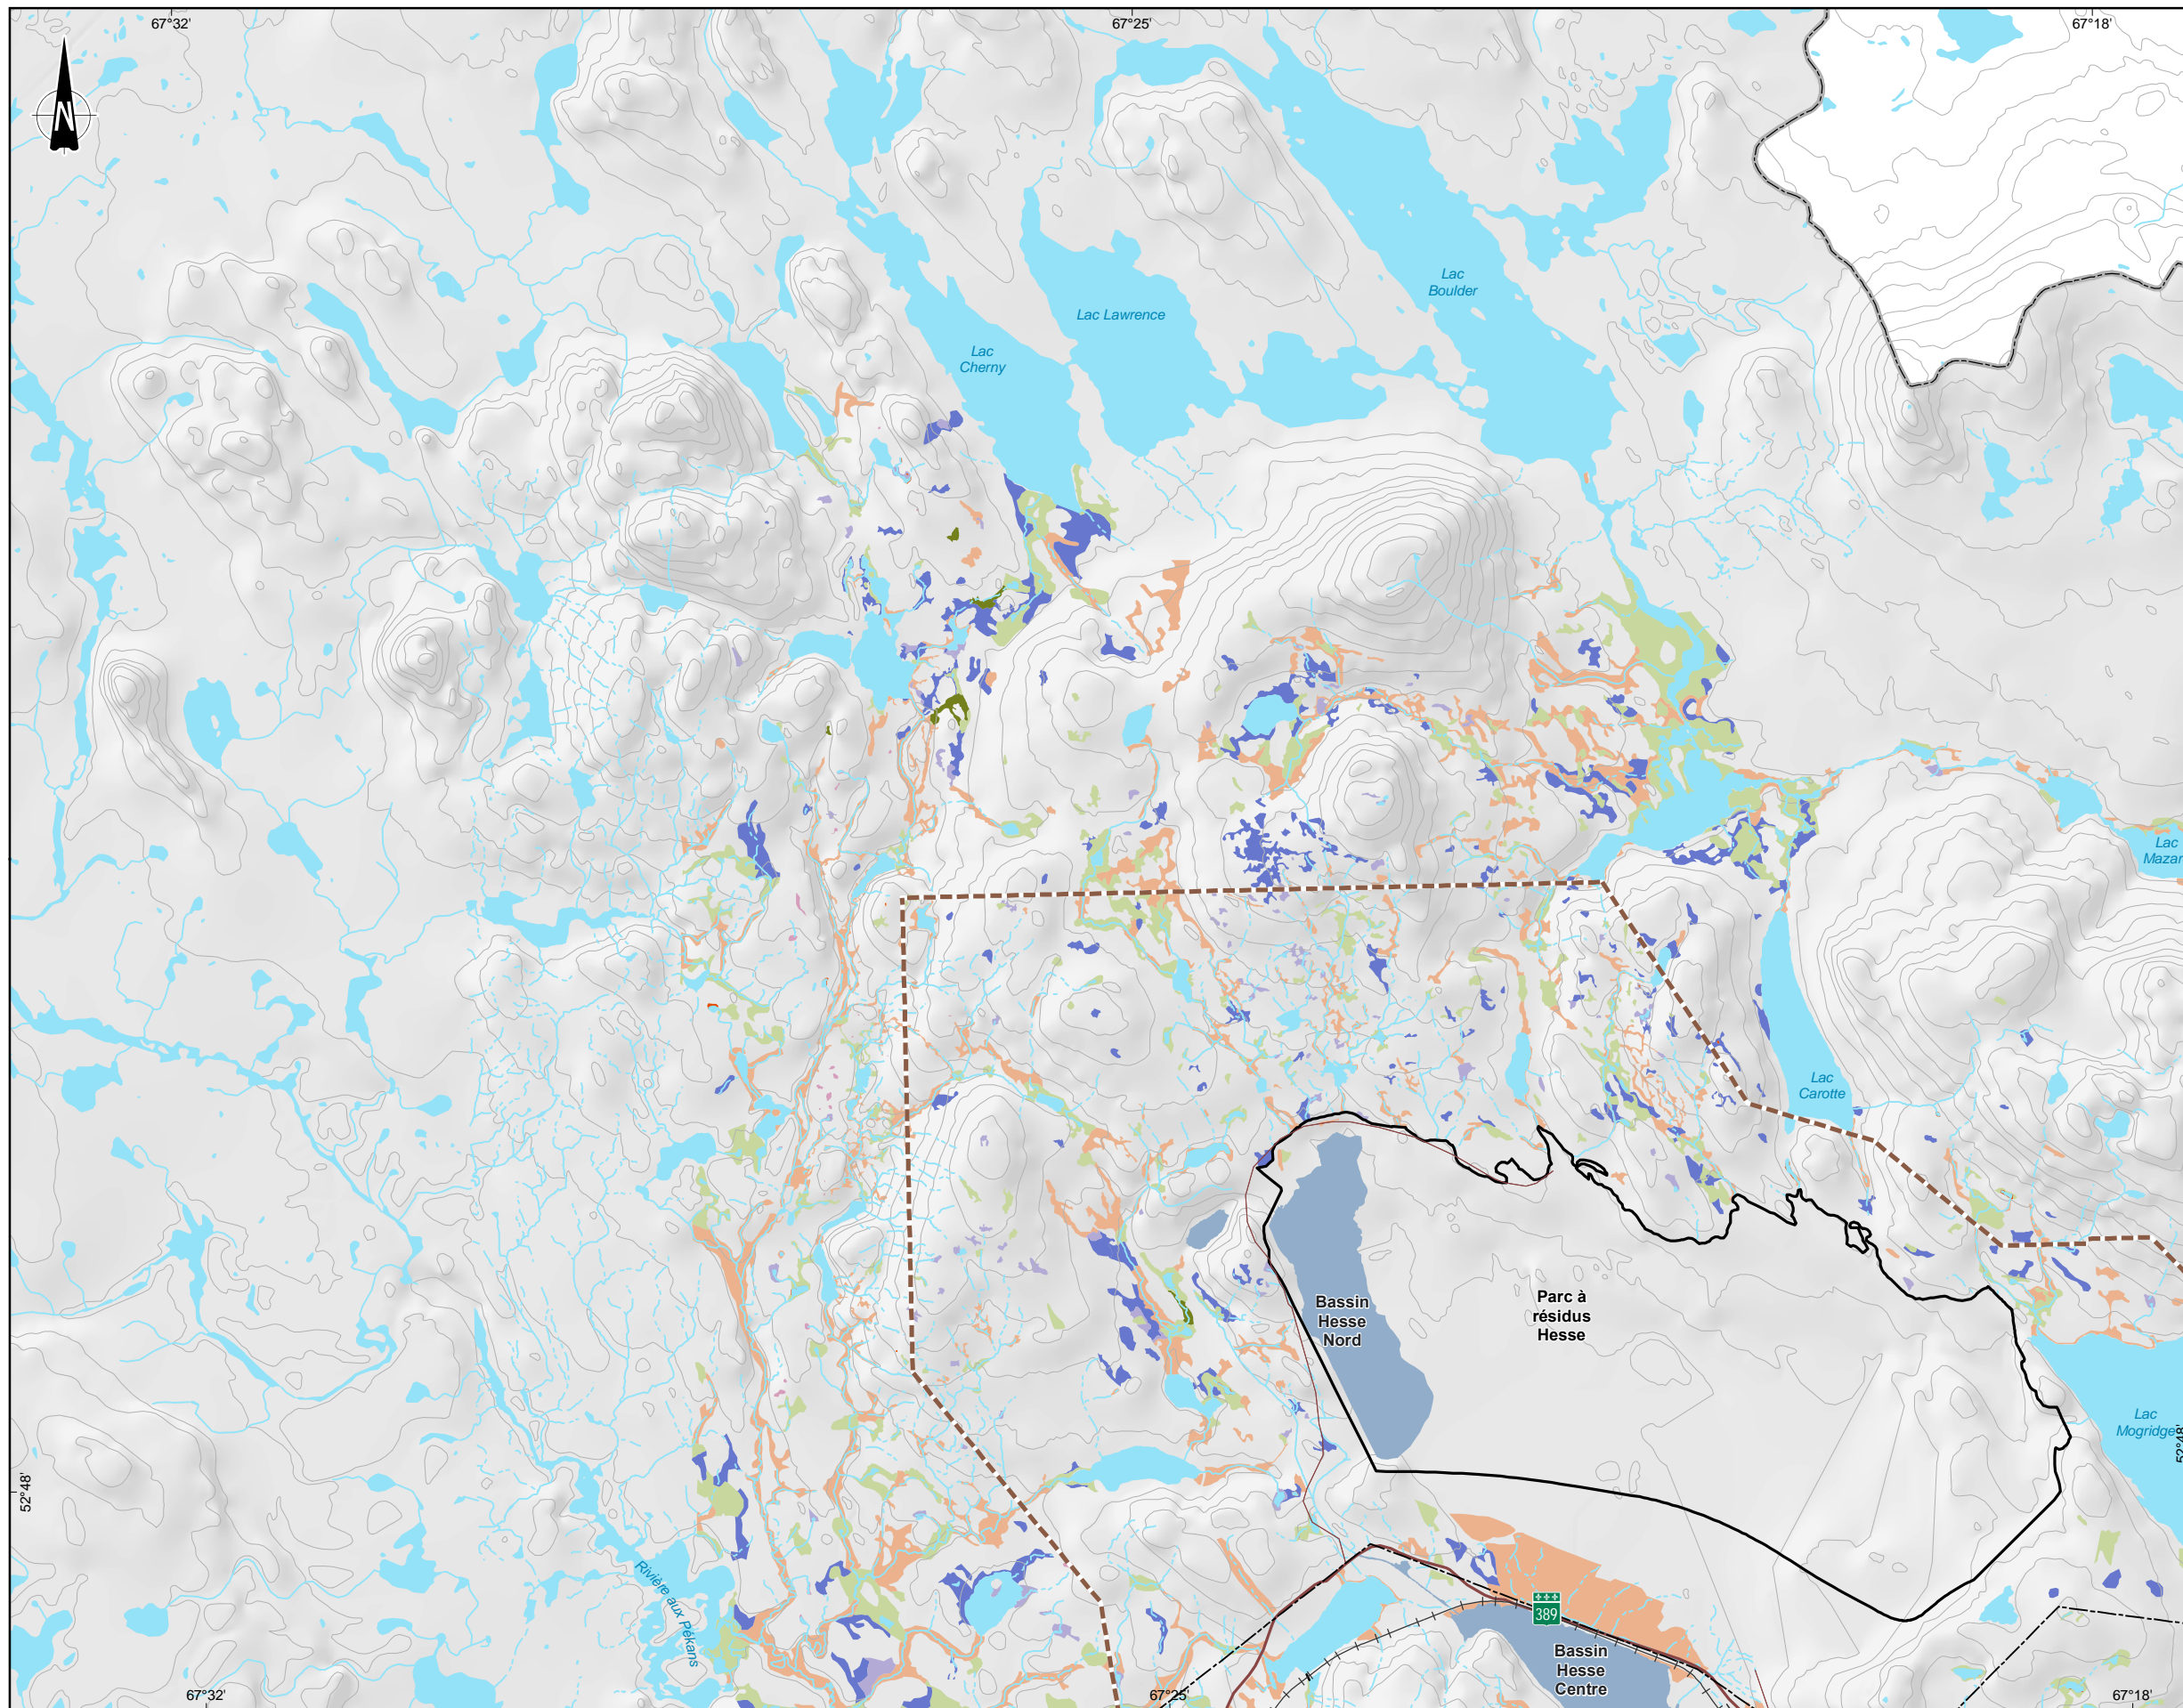 67°32'
67°25'
67°18'
N
Lac
Boulder
Lac Lawrence
Lac
Cherny
Lac
Lac
Carotte
Bassin
Hesse
Nord
Parc à
résidus
Hesse
Lac
Mogridge
52°48'
52°48'
Rivière aux Pékans
389
Bassin
Hesse
Centre
67°32'
67°25'
67°18'